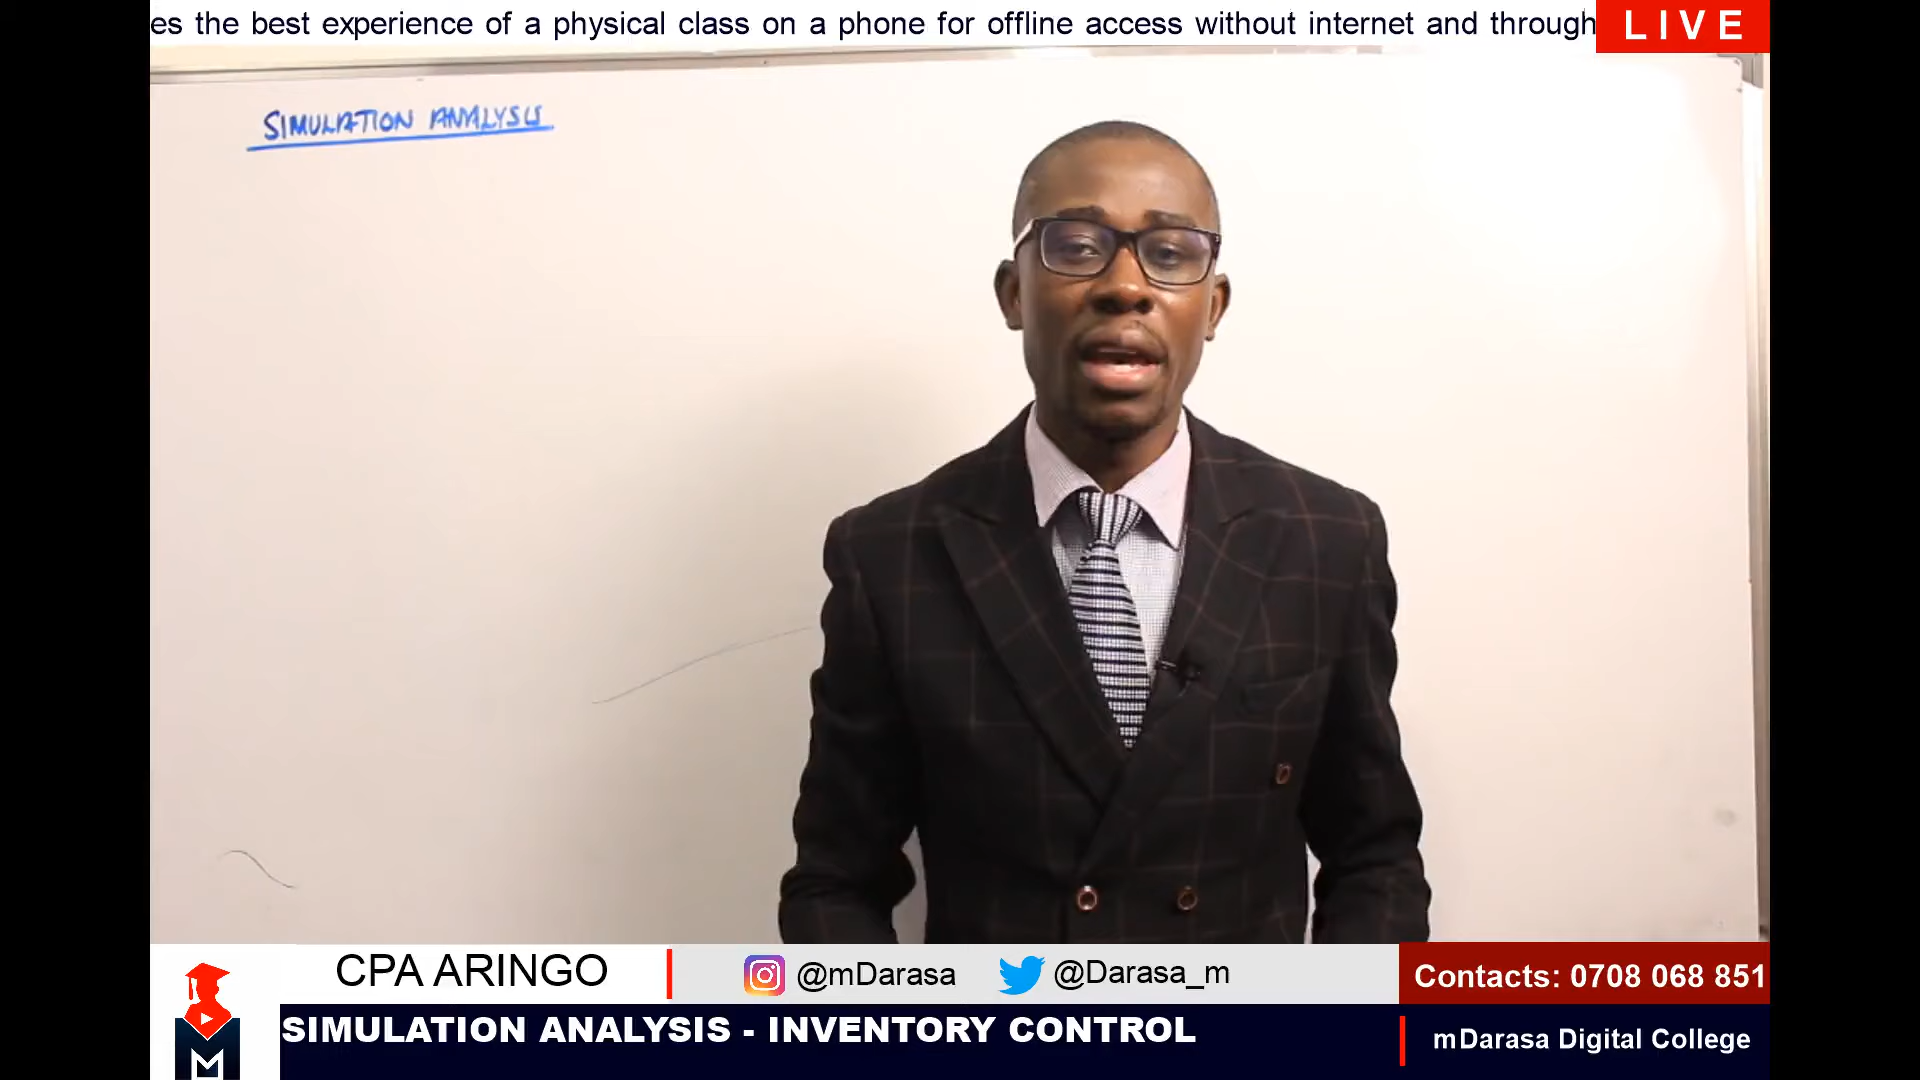 es the best experience of a physical class on a phone for offline access without internet and through
LIVE
SIMULATION ANALYSIS
CPA ARINGO
@mDarasa
@Darasa_m
Contacts: 0708 068 851
SIMULATION ANALYSIS - INVENTORY CONTROL
mDarasa Digital College
M